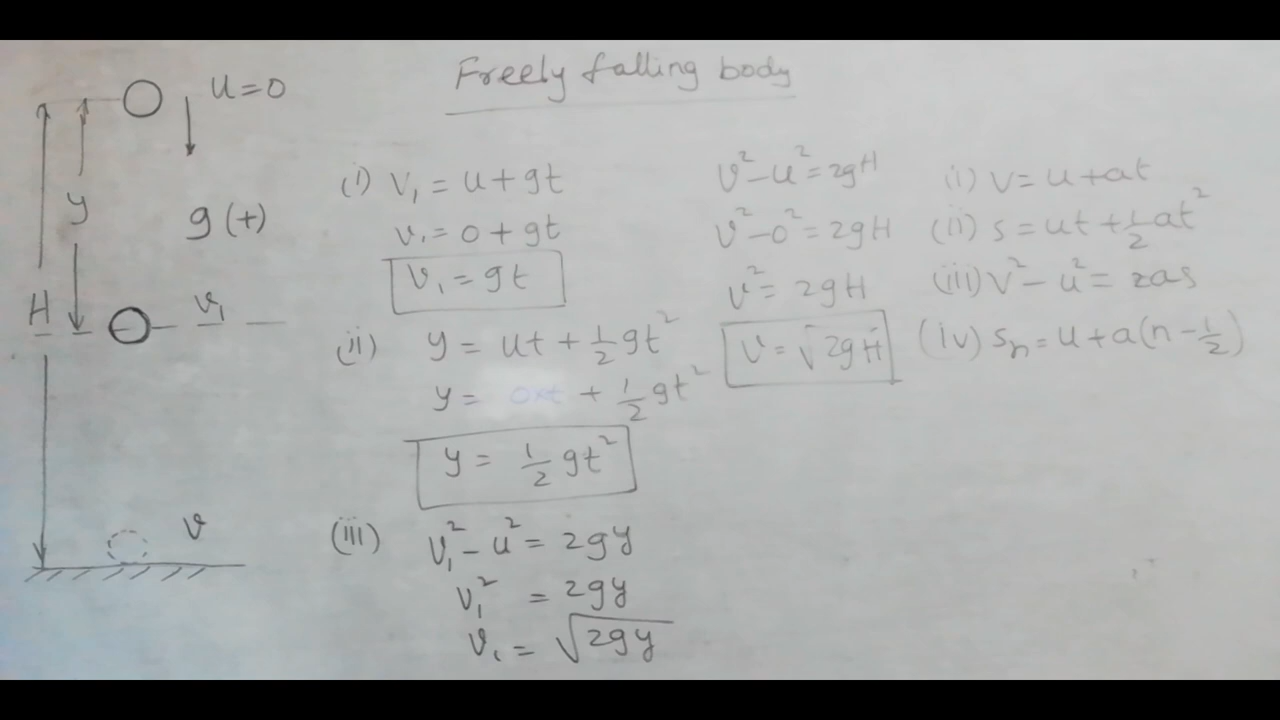 Freely falling body
u=0
y
g (+)
H
v₁
v
(i) v₁ = u + gt
v₁ = 0 + gt
v₁ = gt
(ii) y = ut + 1/2 gt²
y = 0xt + 1/2 gt²
y = 1/2 gt²
(iii) v₁² - u² = 2gy
v₁² = 2gy
v₁ = √2gy
v² - u² = 2gH
v² - 0² = 2gH
v² = 2gH
v = √2gH
(i) v = u + at
(ii) s = ut + 1/2 at²
(iii) v² - u² = 2as
(iv) sₙ = u + a(n - 1/2)